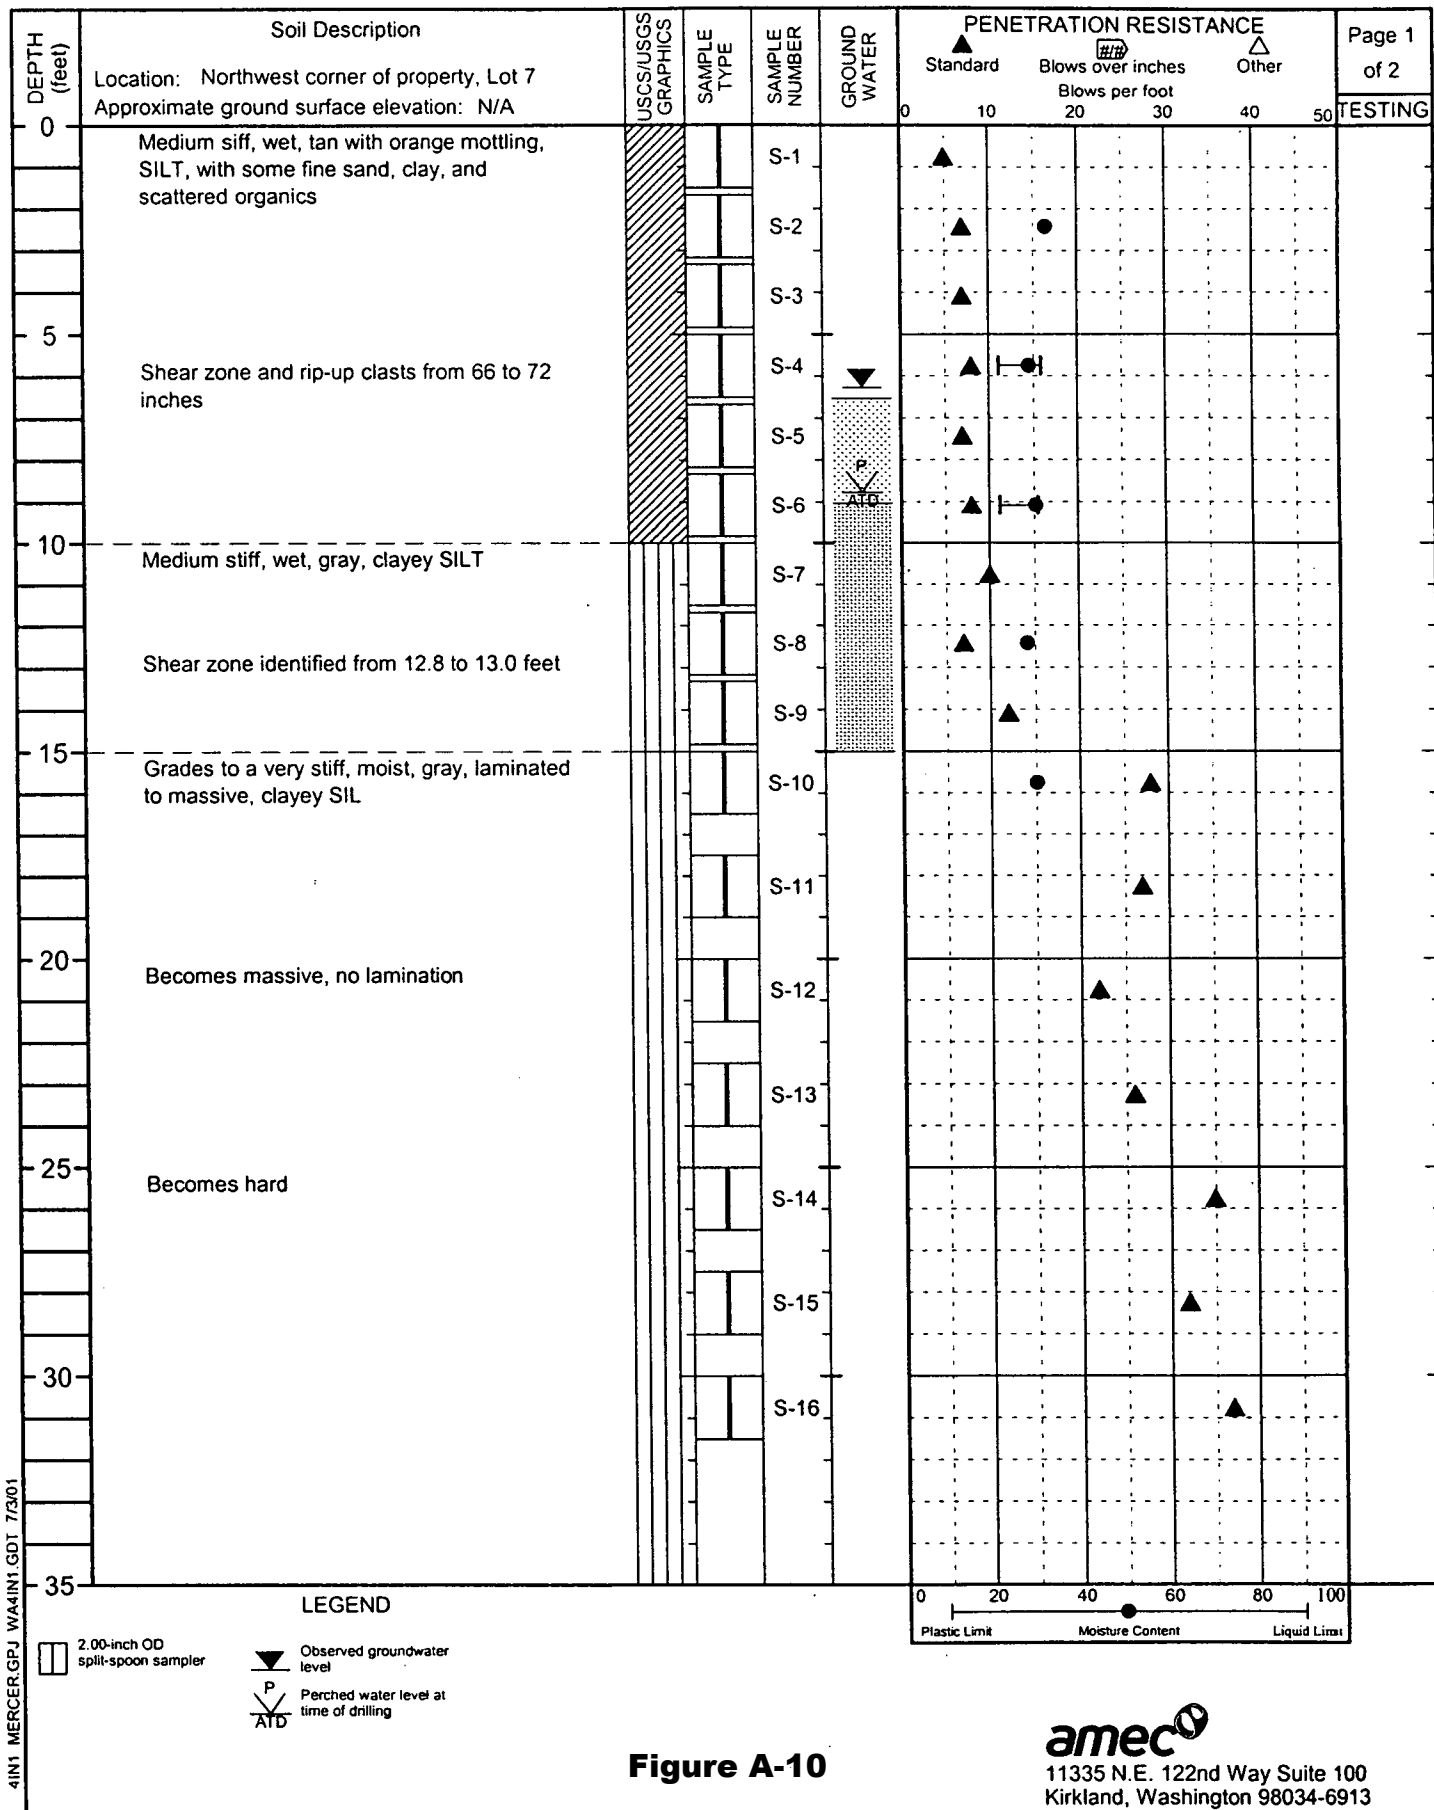 DEPTH
(feet)
Soil Description
Location: Northwest corner of property, Lot 7
Approximate ground surface elevation: N/A
USCS/USGS
GRAPHICS
SAMPLE
TYPE
SAMPLE
NUMBER
GROUND
WATER
PENETRATION RESISTANCE
#/#
Standard
Blows over inches
Other
Blows per foot
0 10 20 30 40 50
Page 1
of 2
TESTING
0
Medium siff, wet, tan with orange mottling,
SILT, with some fine sand, clay, and
scattered organics
S-1
S-2
S-3
5
Shear zone and rip-up clasts from 66 to 72
inches
S-4
S-5
P
ATD
S-6
10
Medium stiff, wet, gray, clayey SILT
S-7
S-8
Shear zone identified from 12.8 to 13.0 feet
S-9
15
Grades to a very stiff, moist, gray, laminated
to massive, clayey SIL
S-10
S-11
20
Becomes massive, no lamination
S-12
S-13
25
Becomes hard
S-14
S-15
30
S-16
35
0 20 40 60 80 100
Plastic Limit
Moisture Content
Liquid Limit
LEGEND
2.00-inch OD
split-spoon sampler
Observed groundwater
level
P
ATD
Perched water level at
time of drilling
4IN1 MERCER.GPJ WA4IN1.GDT 7/3/01
Figure A-10
amec
11335 N.E. 122nd Way Suite 100
Kirkland, Washington 98034-6913